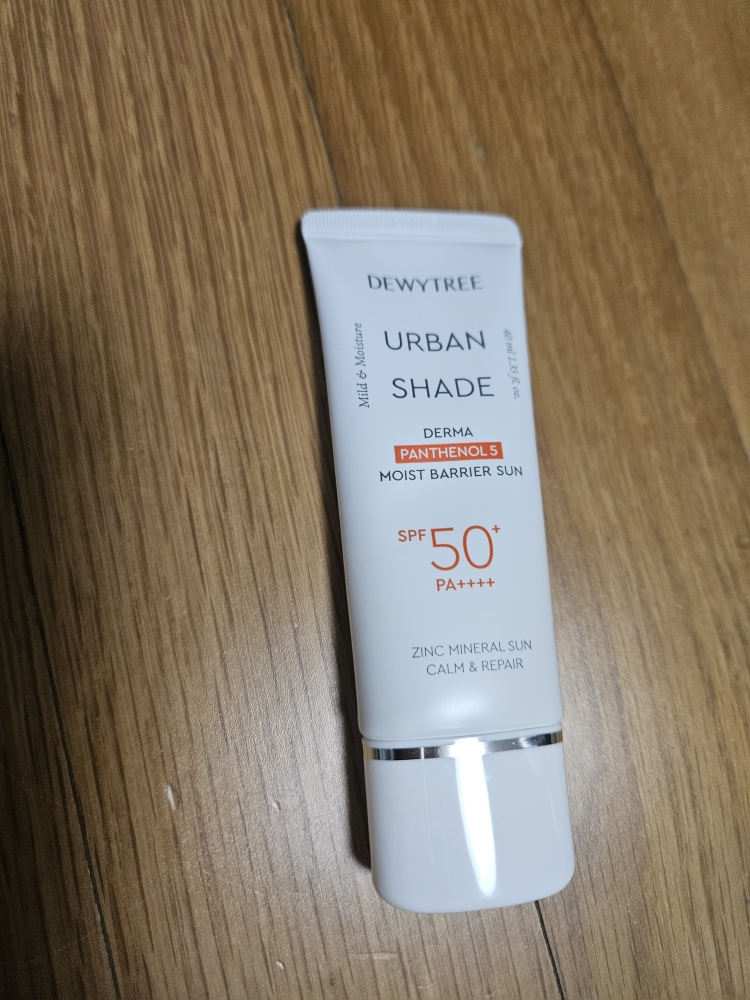 DEWYTREE
URBAN
SHADE
Mild & Moisture
40 ml 1.35 fl. oz.
DERMA
PANTHENOL 5
MOIST BARRIER SUN
SPF 50+
PA++++
ZINC MINERAL SUN
CALM & REPAIR